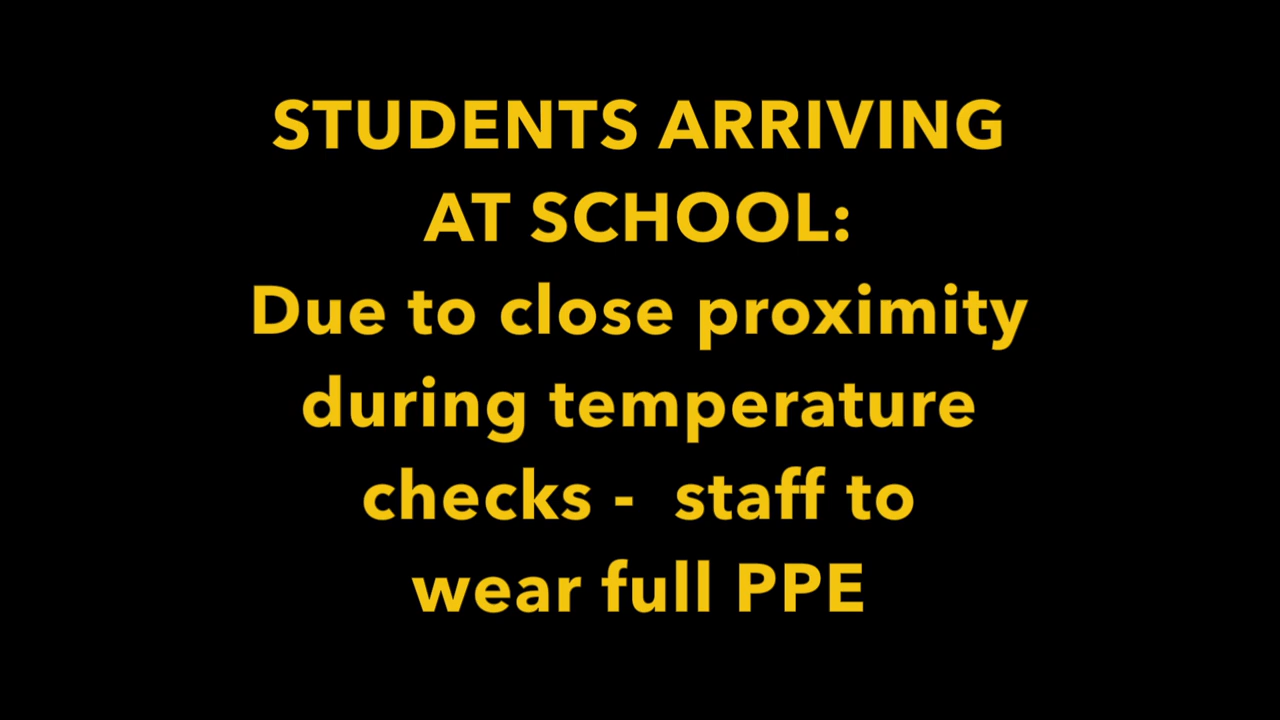 STUDENTS ARRIVING
AT SCHOOL:
Due to close proximity
during temperature
checks -  staff to
wear full PPE